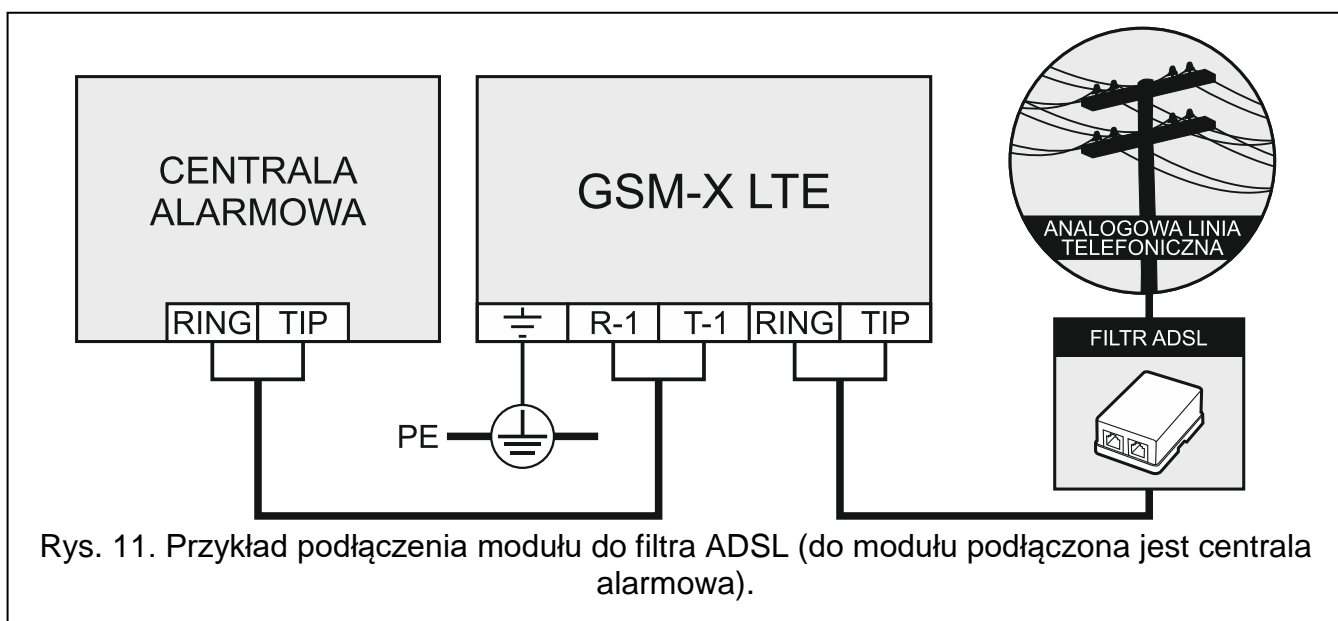 CENTRALA
ALARMOWA
GSM-X LTE
ANALOGOWA LINIA
TELEFONICZNA
RING TIP
R-1 T-1 RING TIP
FILTR ADSL
PE
Rys. 11. Przykład podłączenia modułu do filtra ADSL (do modułu podłączona jest centrala
alarmowa).